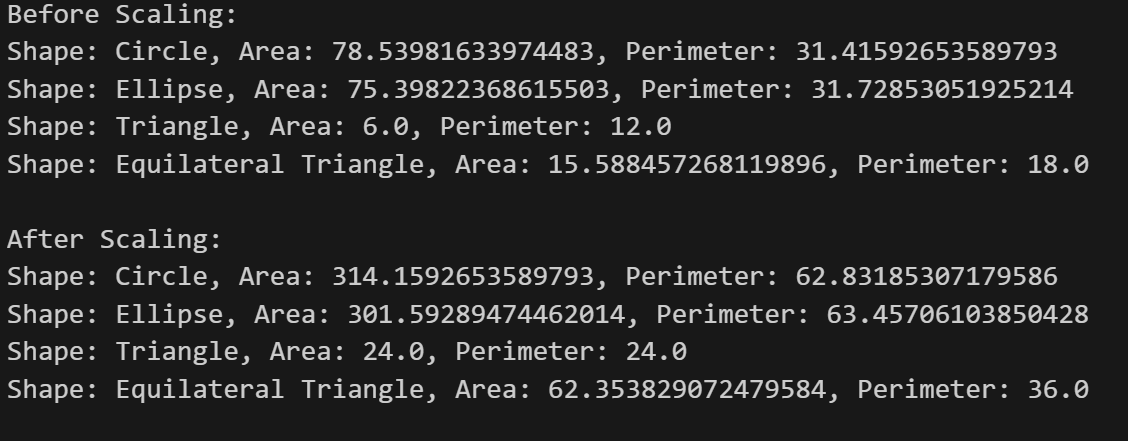 Before Scaling:
Shape: Circle, Area: 78.53981633974483, Perimeter: 31.41592653589793
Shape: Ellipse, Area: 75.39822368615503, Perimeter: 31.72853051925214
Shape: Triangle, Area: 6.0, Perimeter: 12.0
Shape: Equilateral Triangle, Area: 15.588457268119896, Perimeter: 18.0
After Scaling:
Shape: Circle, Area: 314.1592653589793, Perimeter: 62.83185307179586
Shape: Ellipse, Area: 301.59289474462014, Perimeter: 63.45706103850428
Shape: Triangle, Area: 24.0, Perimeter: 24.0
Shape: Equilateral Triangle, Area: 62.353829072479584, Perimeter: 36.0